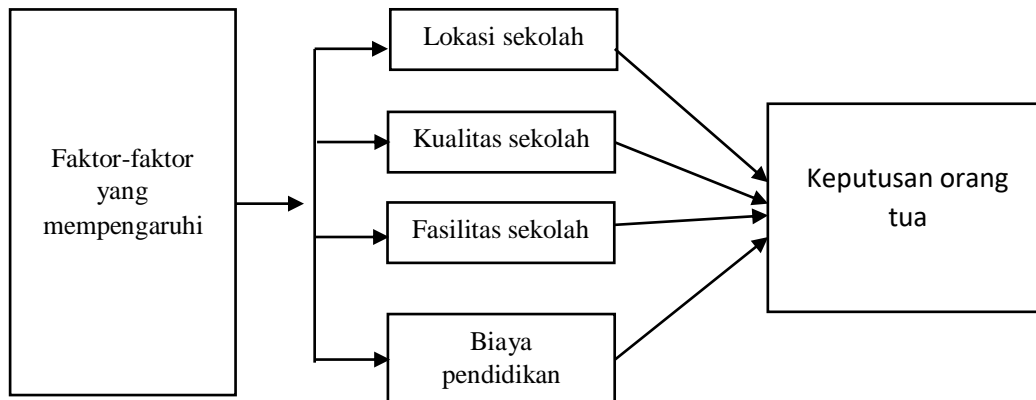 Faktor-faktor
yang
mempengaruhi
Lokasi sekolah
Kualitas sekolah
Fasilitas sekolah
Biaya
pendidikan
Keputusan orang
tua